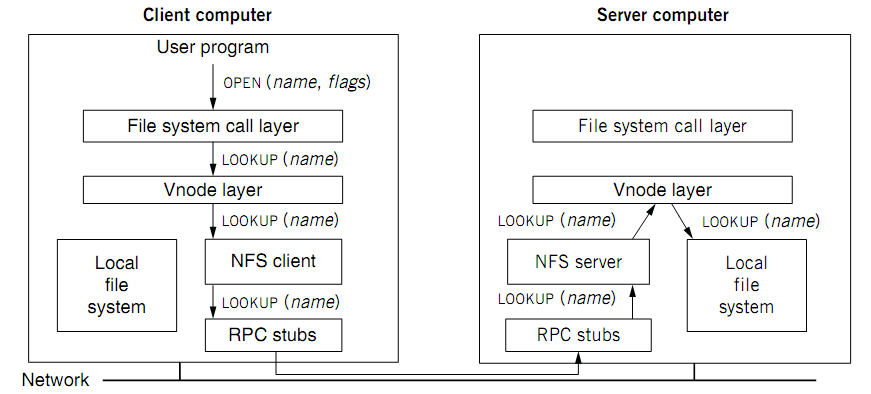 Client computer
Server computer
User program
OPEN (name, flags)
File system call layer
File system call layer
LOOKUP (name)
Vnode layer
Vnode layer
LOOKUP (name)
LOOKUP (name)
LOOKUP (name)
Local
file
system
NFS client
NFS server
Local
file
system
LOOKUP (name)
LOOKUP (name)
RPC stubs
RPC stubs
Network